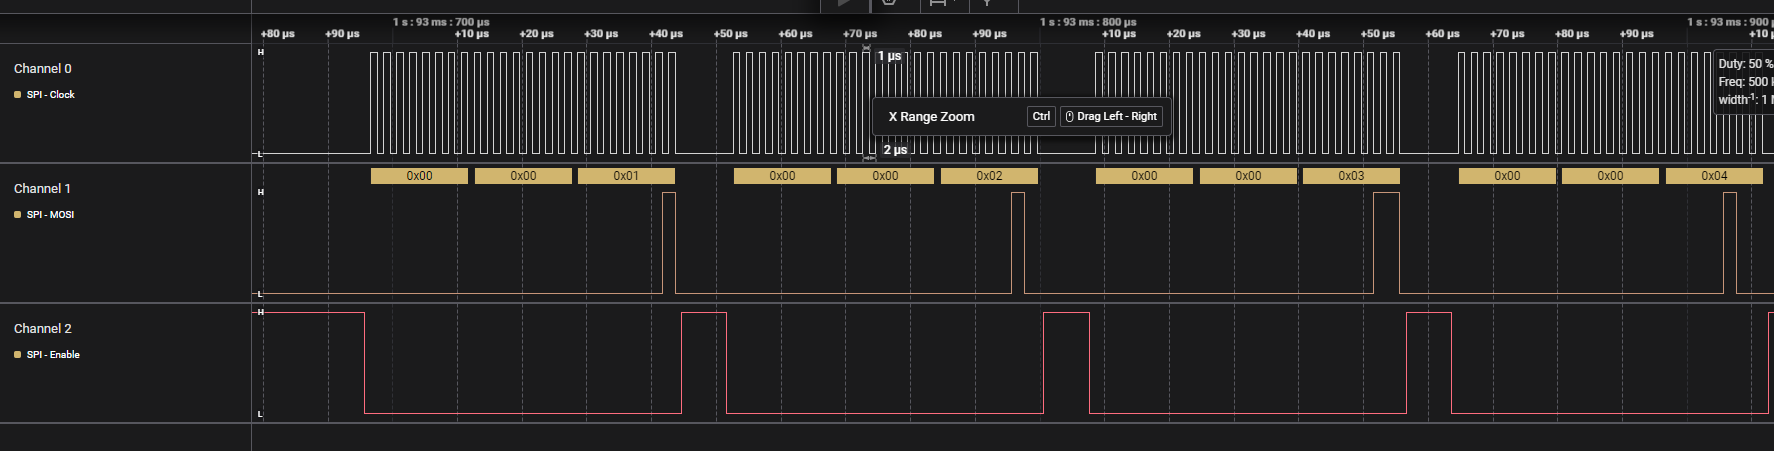 1 s : 93 ms : 700 µs 1 s : 93 ms : 800 µs 1 s : 93 ms : 900
+80 µs +90 µs +10 µs +20 µs +30 µs +40 µs +50 µs +60 µs +70 µs +80 µs +90 µs +10 µs +20 µs +30 µs +40 µs +50 µs +60 µs +70 µs +80 µs +90 µs +10
Channel 0
SPI - Clock
H
L
1 µs
2 µs
X Range Zoom Ctrl Drag Left - Right
Duty: 50 %
Freq: 500
width-1: 1
0x00 0x00 0x01 0x00 0x00 0x02 0x00 0x00 0x03 0x00 0x00 0x04
Channel 1
SPI - MOSI
H
L
Channel 2
SPI - Enable
H
L